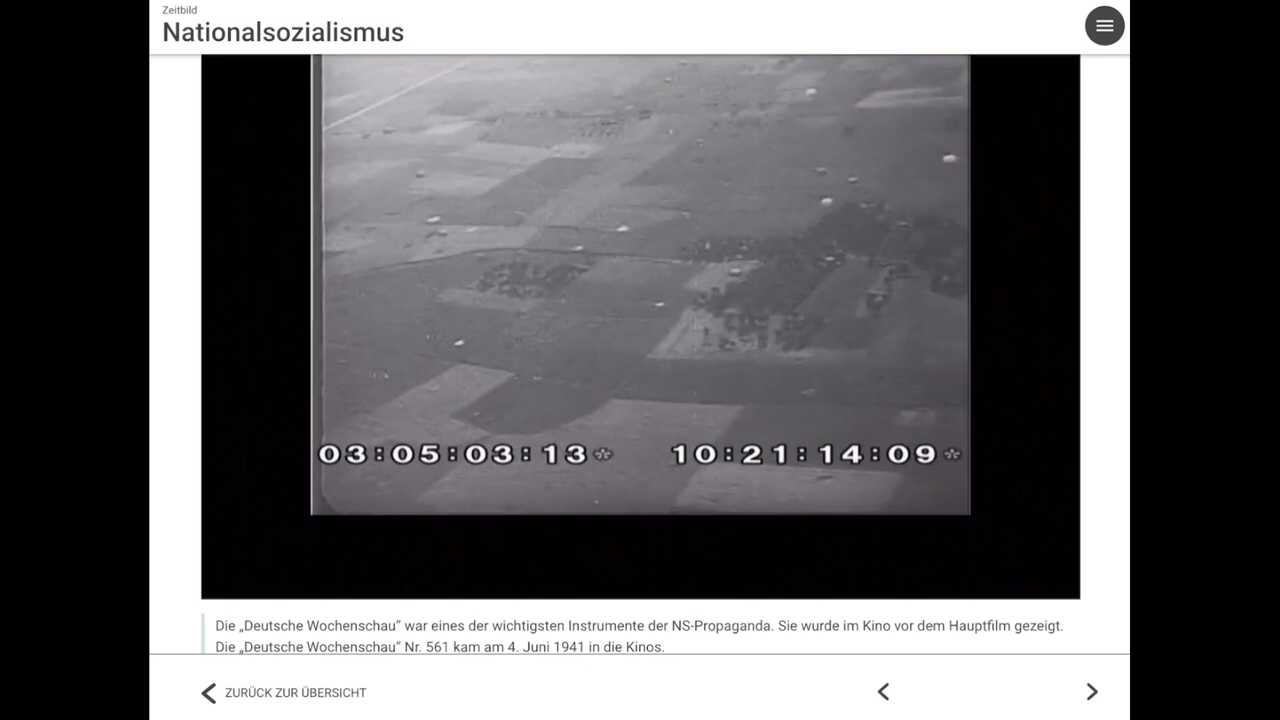 Zeitbild
Nationalsozialismus
03:05:03:13* 10:21:14:09*
Die „Deutsche Wochenschau“ war eines der wichtigsten Instrumente der NS-Propaganda. Sie wurde im Kino vor dem Hauptfilm gezeigt.
Die „Deutsche Wochenschau“ Nr. 561 kam am 4. Juni 1941 in die Kinos.
ZURÜCK ZUR ÜBERSICHT